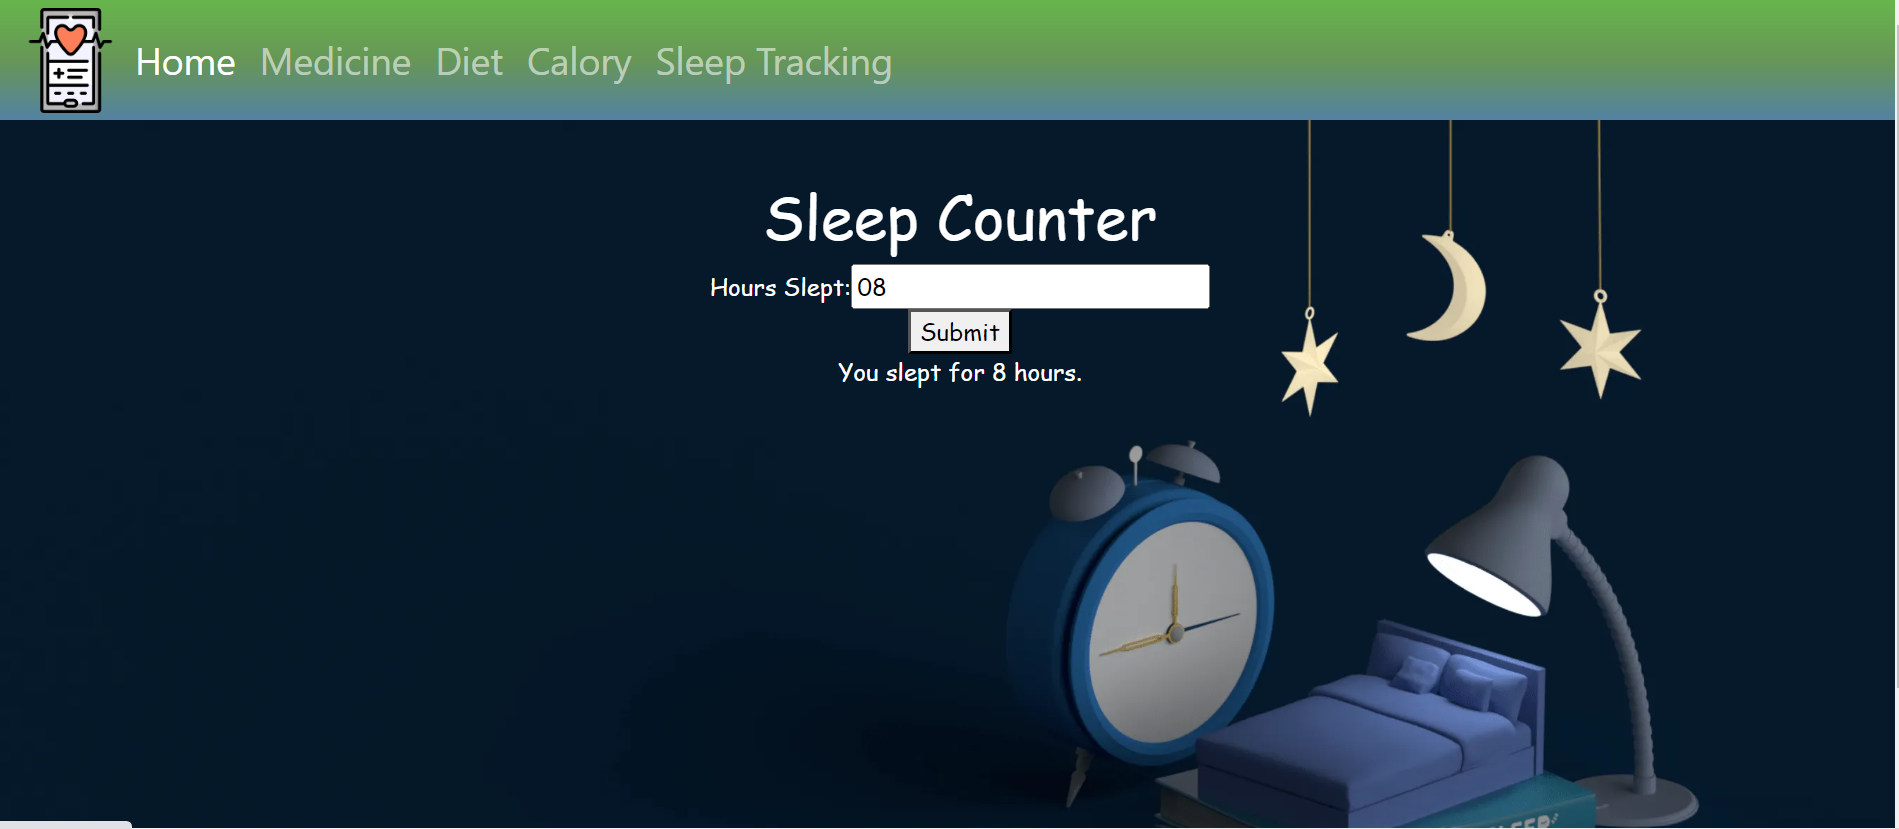 Home Medicine Diet Calory Sleep Tracking
Sleep Counter
Hours Slept: 08
Submit
You slept for 8 hours.